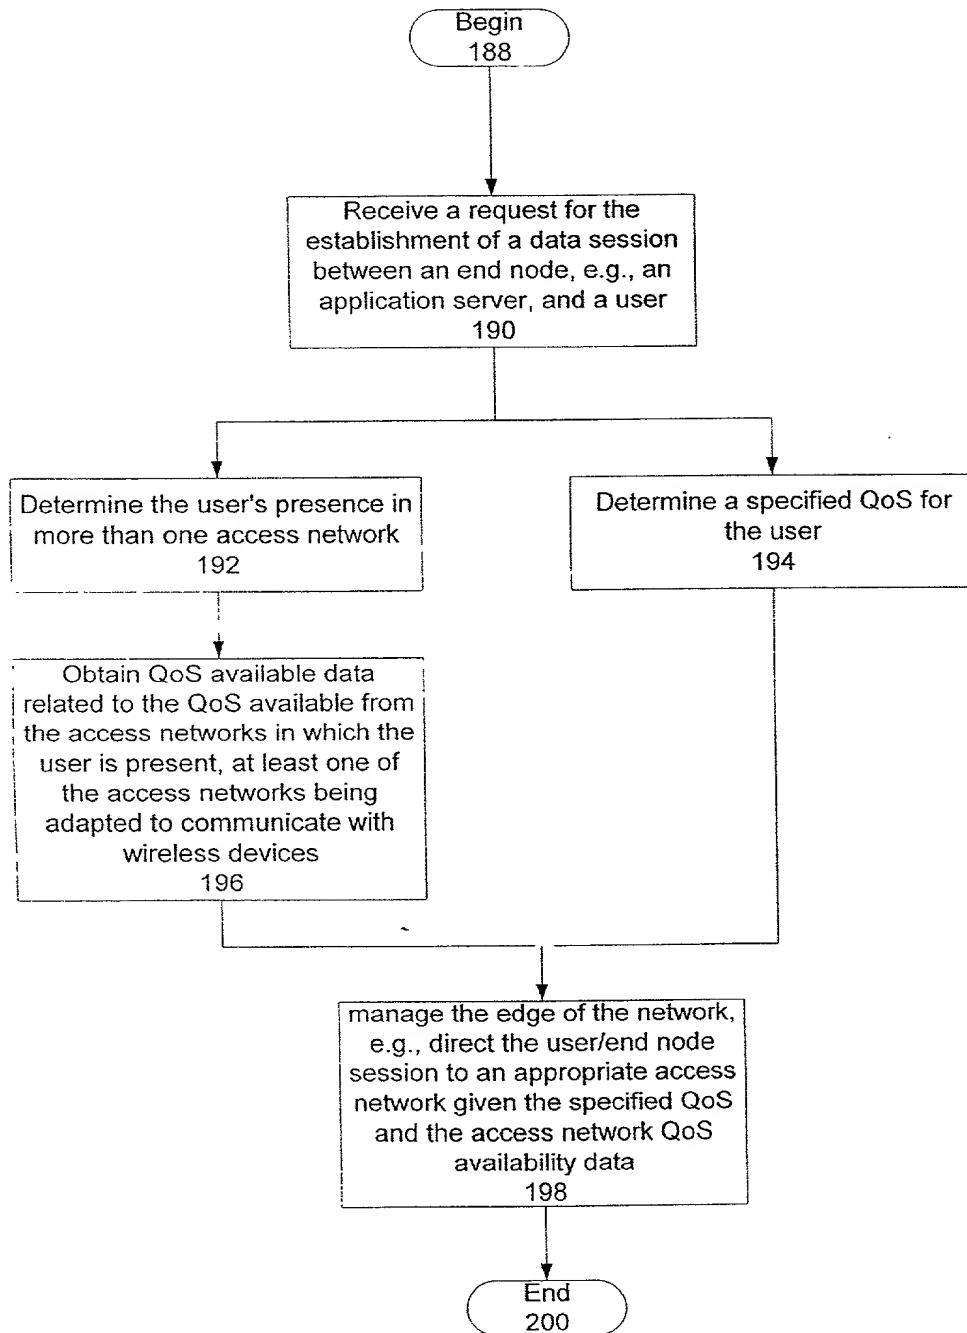 Begin
188
Receive a request for the
establishment of a data session
between an end node, e.g., an
application server, and a user
190
Determine the user's presence in
more than one access network
192
Determine a specified QoS for
the user
194
Obtain QoS available data
related to the QoS available from
the access networks in which the
user is present, at least one of
the access networks being
adapted to communicate with
wireless devices
196
manage the edge of the network,
e.g., direct the user/end node
session to an appropriate access
network given the specified QoS
and the access network QoS
availability data
198
End
200